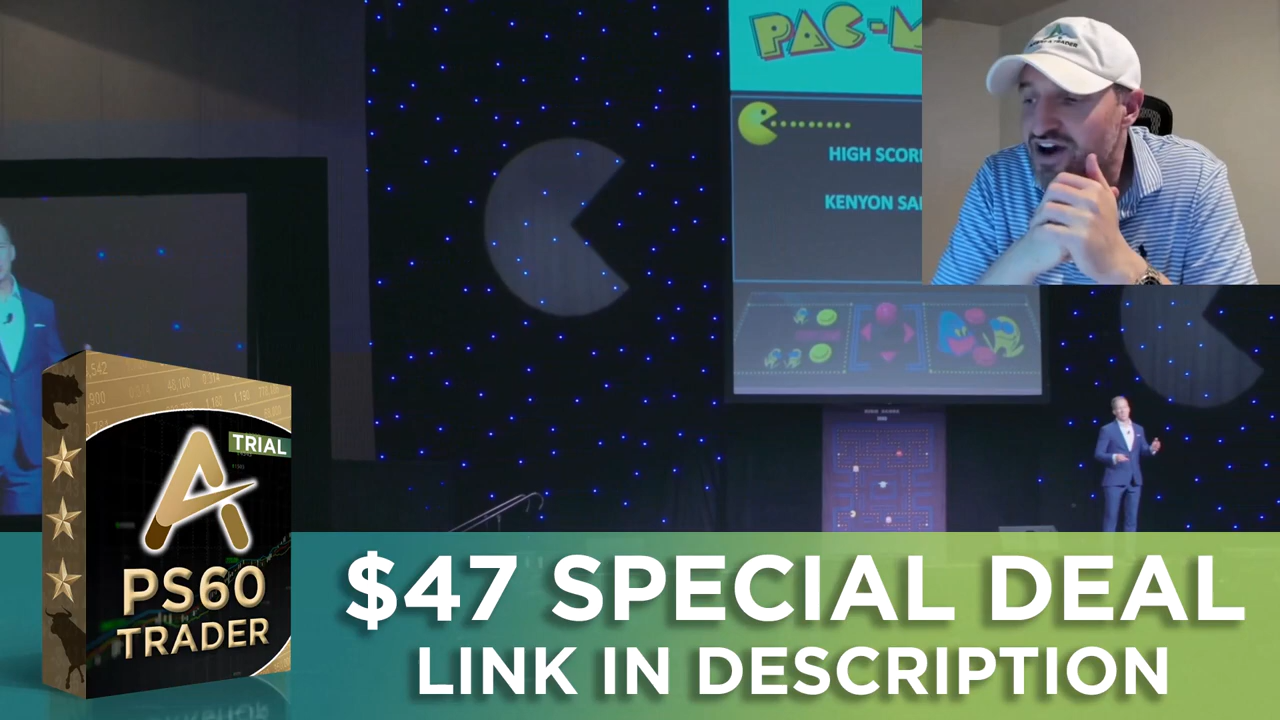 PAC-M
HIGH SCOR
KENYON SA
TRIAL
PS60
TRADER
$47 SPECIAL DEAL
LINK IN DESCRIPTION